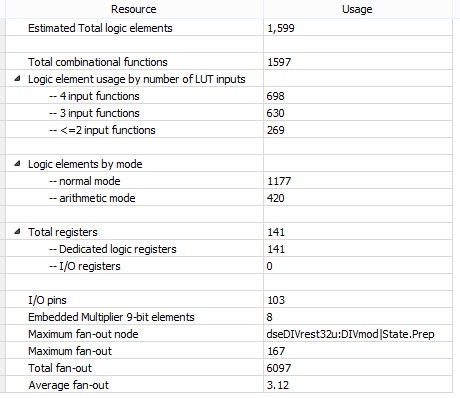 Resource Usage
Estimated Total logic elements 1,599
Total combinational functions 1597
Logic element usage by number of LUT inputs
-- 4 input functions 698
-- 3 input functions 630
-- <=2 input functions 269
Logic elements by mode
-- normal mode 1177
-- arithmetic mode 420
Total registers 141
-- Dedicated logic registers 141
-- I/O registers 0
I/O pins 103
Embedded Multiplier 9-bit elements 8
Maximum fan-out node dseDIVrest32u:DIVmod|State.Prep
Maximum fan-out 167
Total fan-out 6097
Average fan-out 3.12